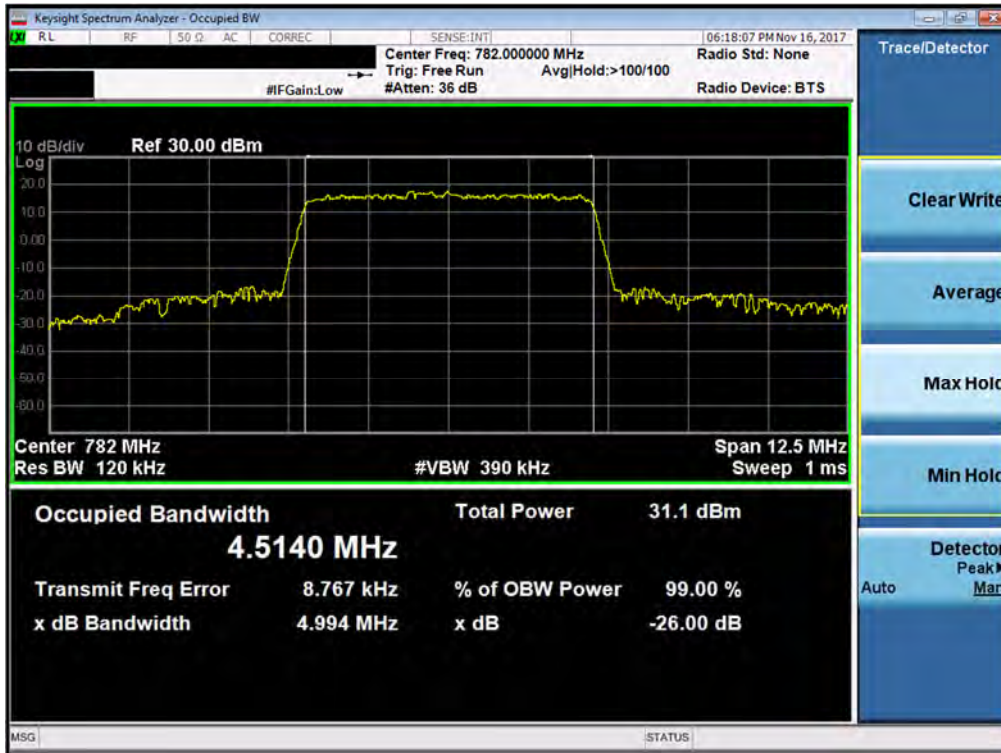 Keysight Spectrum Analyzer - Occupied BW
LXI RL RF 50 Ω AC CORREC SENSE:INT 06:18:07 PM Nov 16, 2017
Center Freq: 782.000000 MHz Radio Std: None
Trig: Free Run Avg|Hold:>100/100
#IFGain:Low #Atten: 36 dB Radio Device: BTS
Trace/Detector
10 dB/div Ref 30.00 dBm
Log
20.0
10.0
0.00
-10.0
-20.0
-30.0
-40.0
-50.0
-60.0
Center 782 MHz Span 12.5 MHz
Res BW 120 kHz #VBW 390 kHz Sweep 1 ms
Occupied Bandwidth Total Power 31.1 dBm
4.5140 MHz
Transmit Freq Error 8.767 kHz % of OBW Power 99.00 %
x dB Bandwidth 4.994 MHz x dB -26.00 dB
Clear Write
Average
Max Hold
Min Hold
Detector
Peak
Auto Man
MSG STATUS